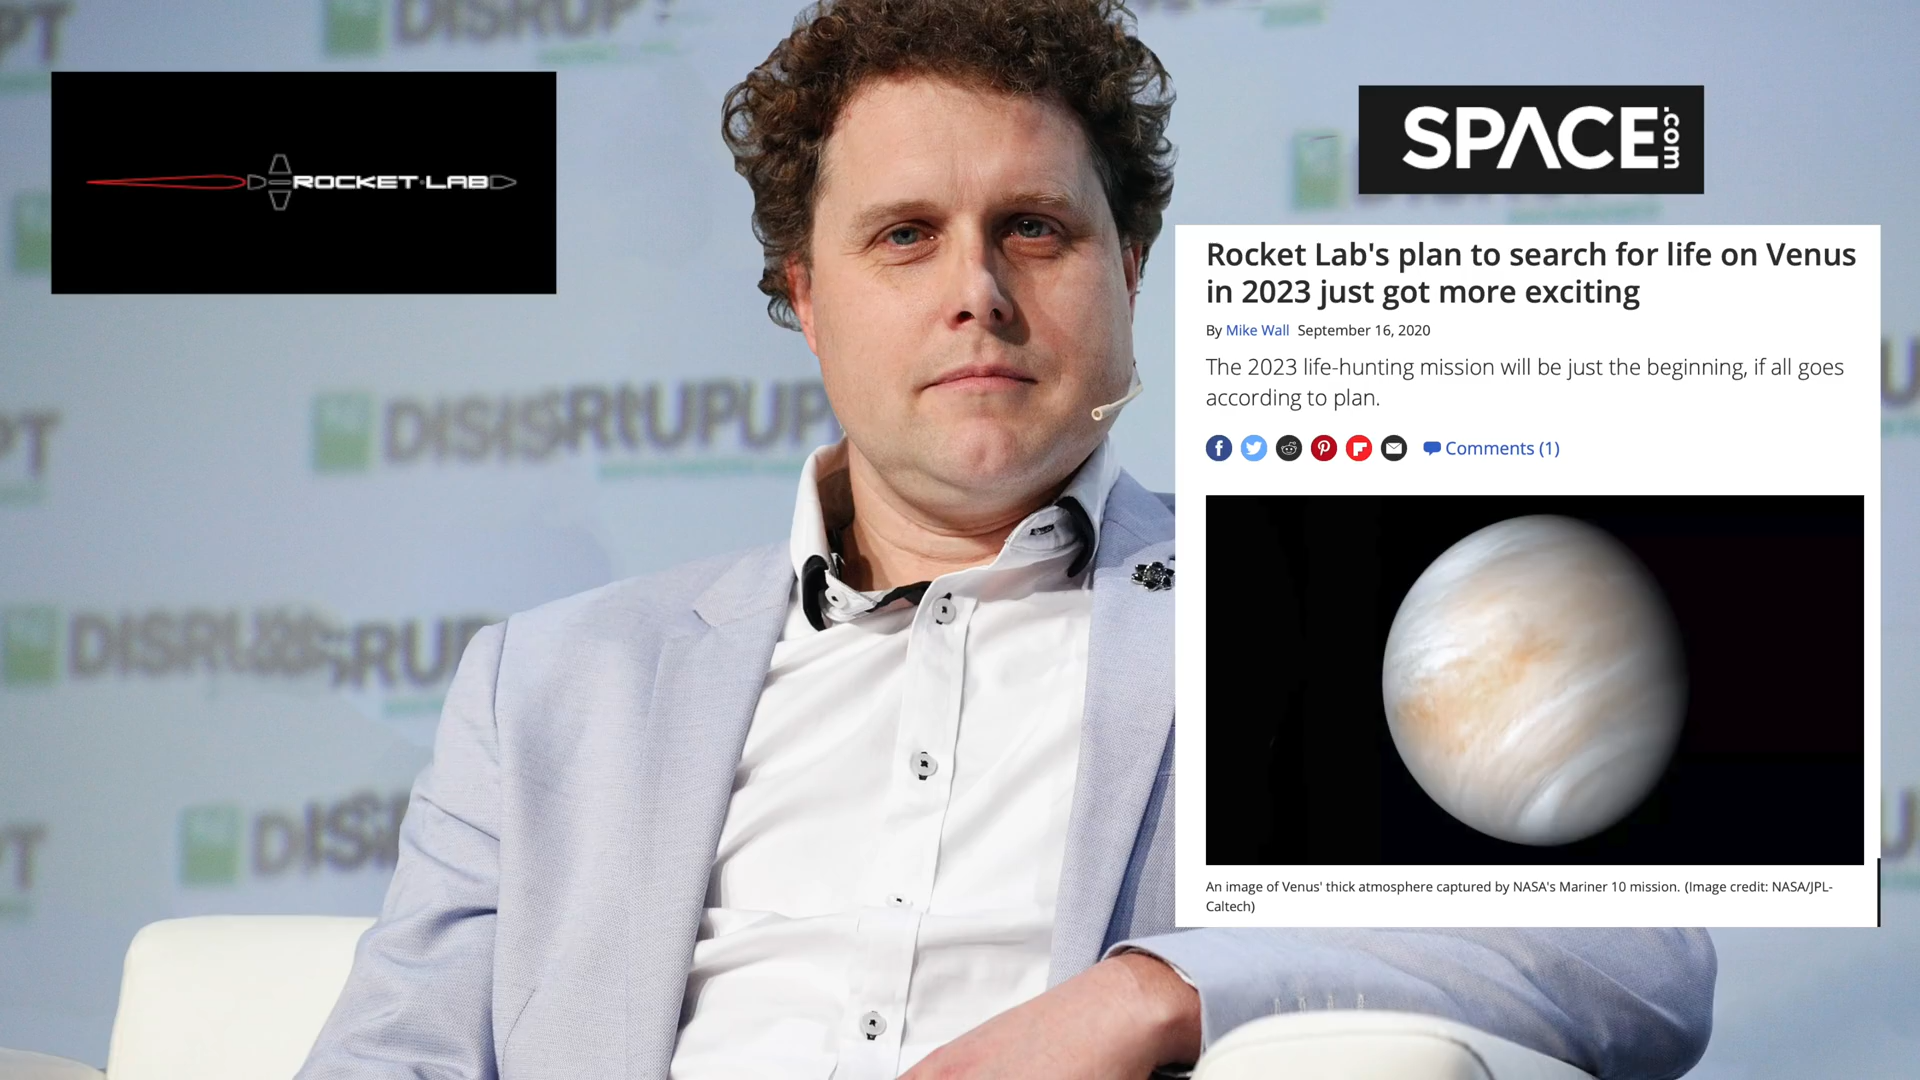 DISRUPT
ROCKET LAB
SPACE.com
Rocket Lab's plan to search for life on Venus
in 2023 just got more exciting
By Mike Wall September 16, 2020
The 2023 life-hunting mission will be just the beginning, if all goes
according to plan.
Comments (1)
An image of Venus' thick atmosphere captured by NASA's Mariner 10 mission. (Image credit: NASA/JPL-
Caltech)